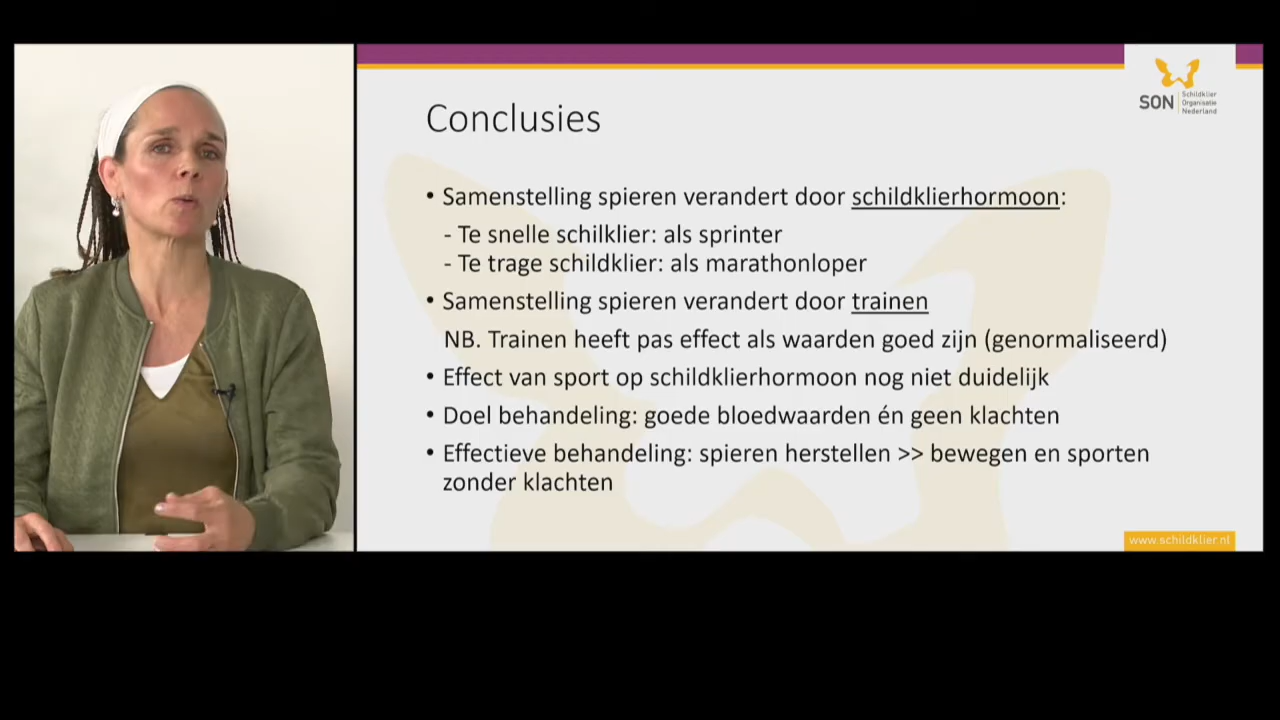 SON Schildklier
Organisatie
Nederland
Conclusies
• Samenstelling spieren verandert door schildklierhormoon:
- Te snelle schilklier: als sprinter
- Te trage schildklier: als marathonloper
• Samenstelling spieren verandert door trainen
NB. Trainen heeft pas effect als waarden goed zijn (genormaliseerd)
• Effect van sport op schildklierhormoon nog niet duidelijk
• Doel behandeling: goede bloedwaarden én geen klachten
• Effectieve behandeling: spieren herstellen >> bewegen en sporten
zonder klachten
www.schildklier.nl